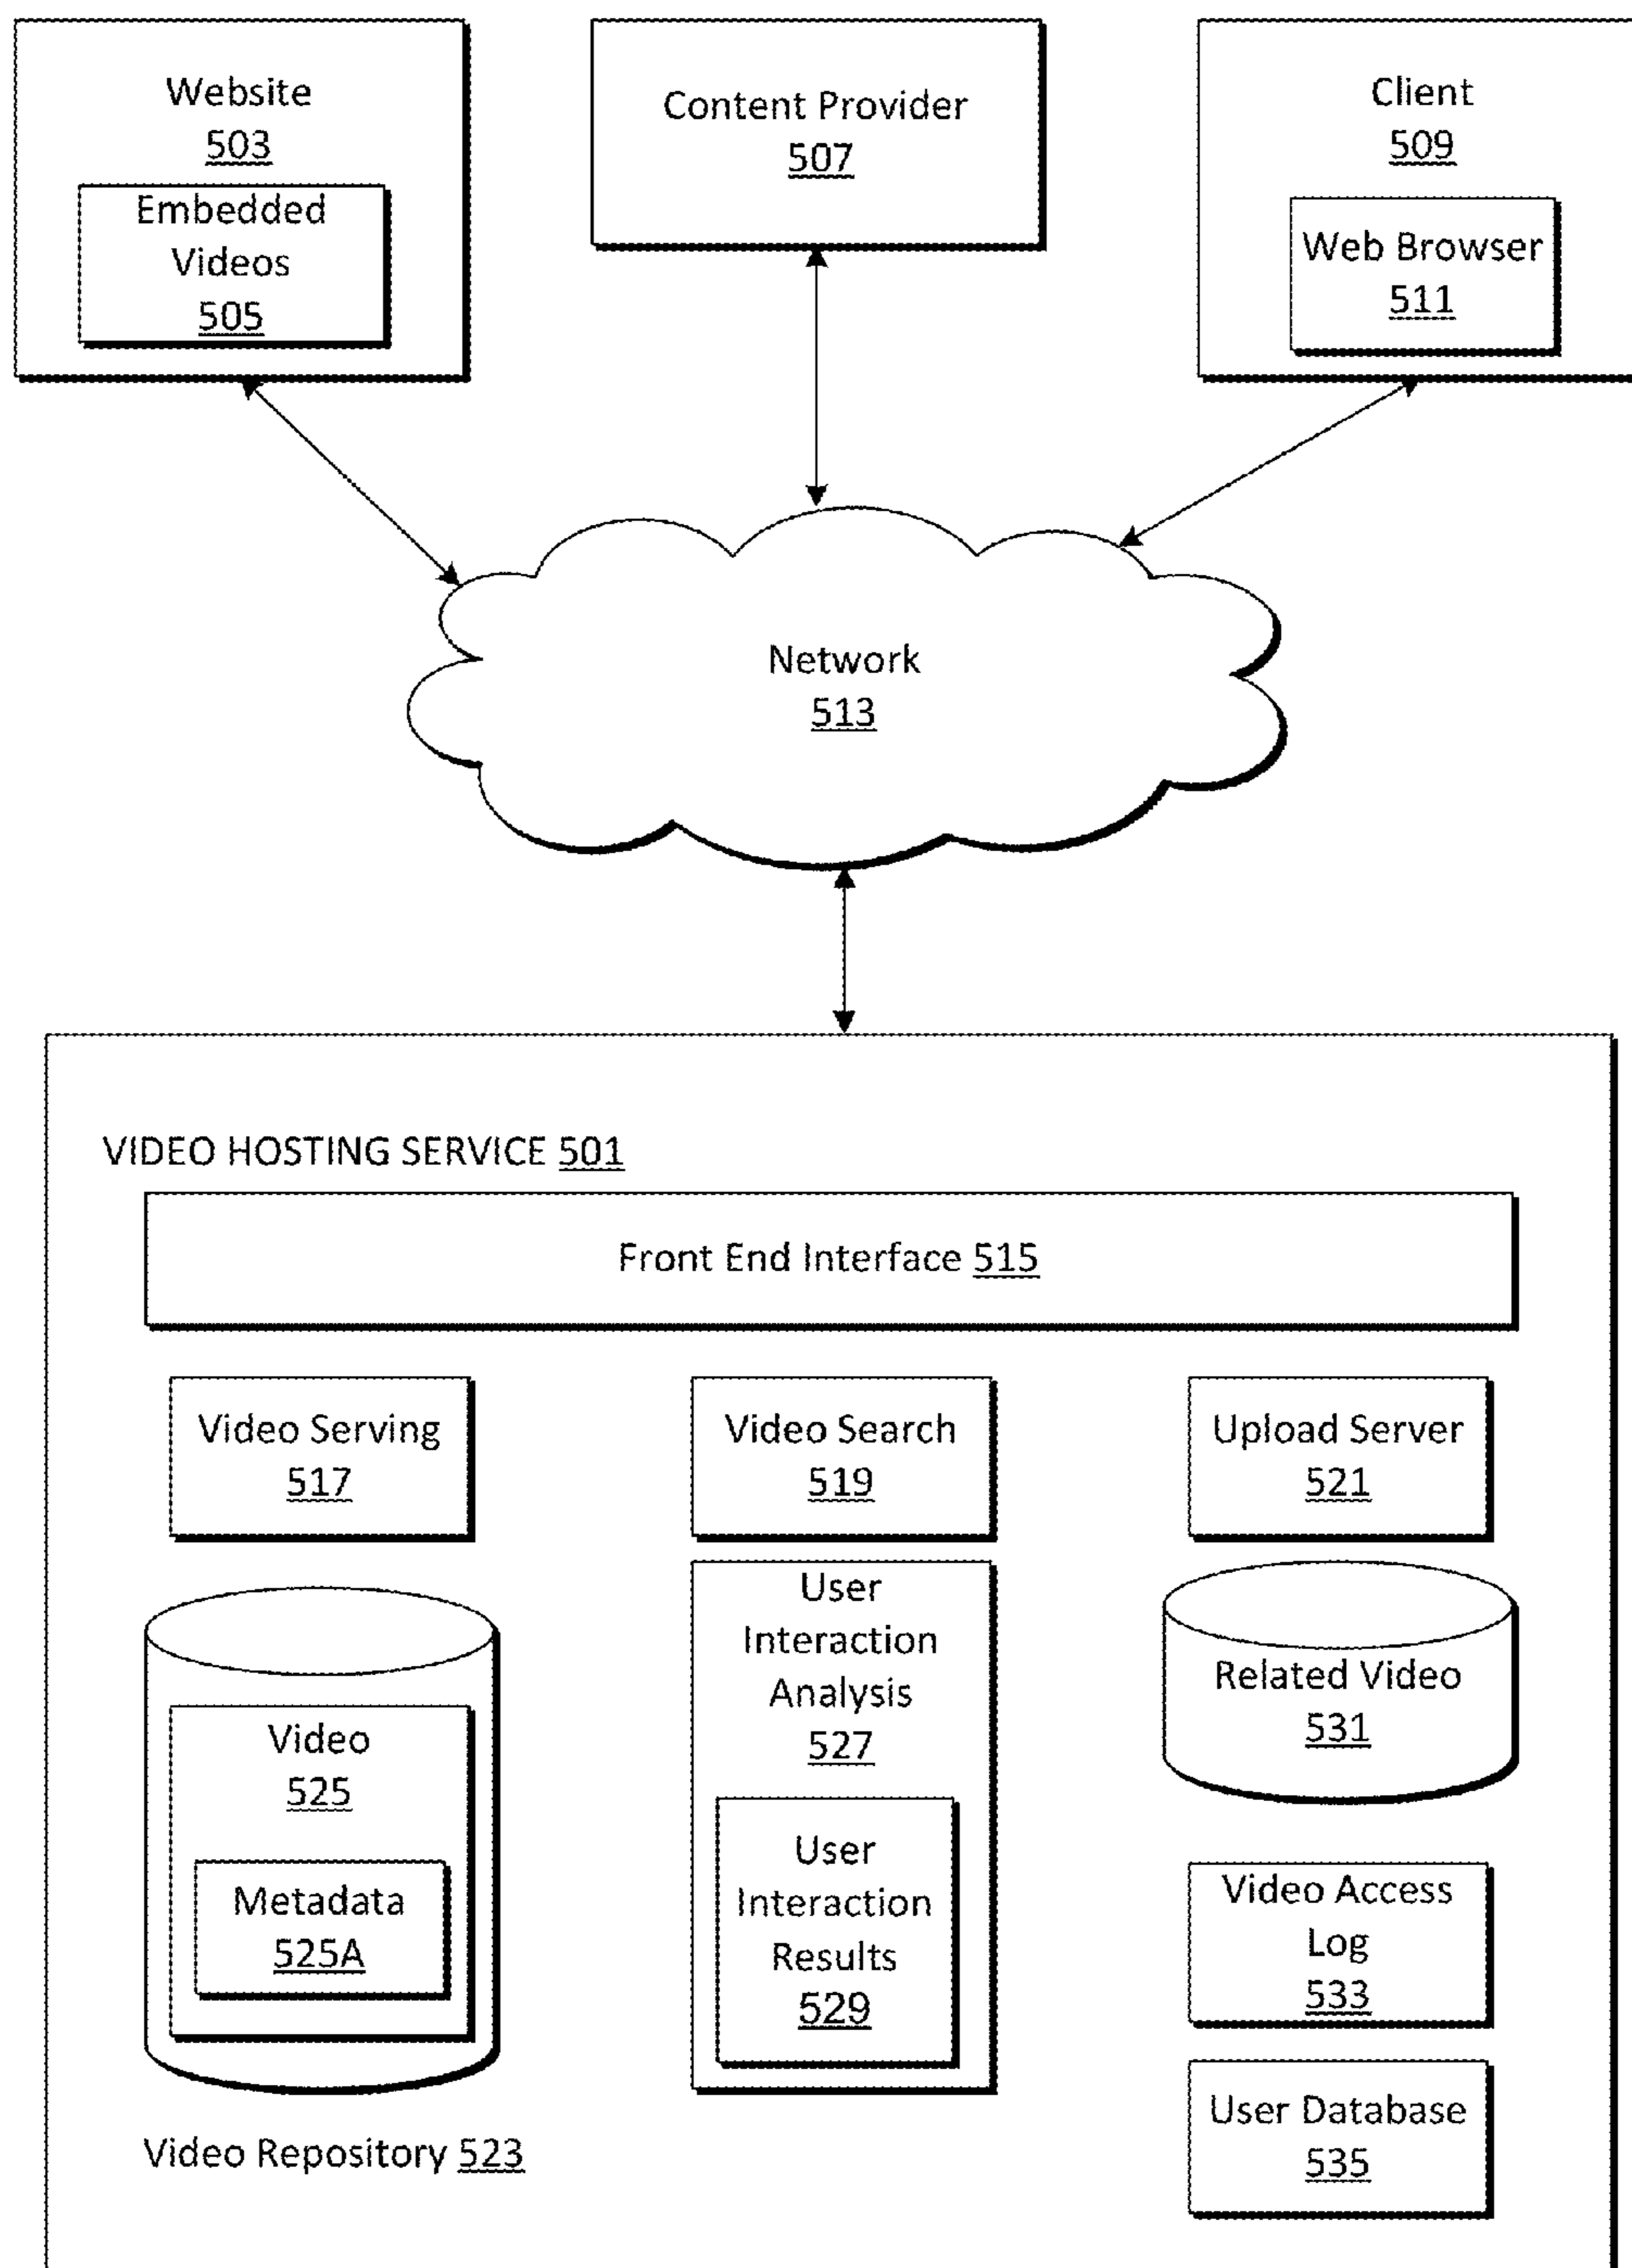 Website
503
Embedded
Videos
505
Content Provider
507
Client
509
Web Browser
511
Network
513
VIDEO HOSTING SERVICE 501
Front End Interface 515
Video Serving
517
Video Search
519
Upload Server
521
Video
525
Metadata
525A
Video Repository 523
User
Interaction
Analysis
527
User
Interaction
Results
529
Related Video
531
Video Access
Log
533
User Database
535